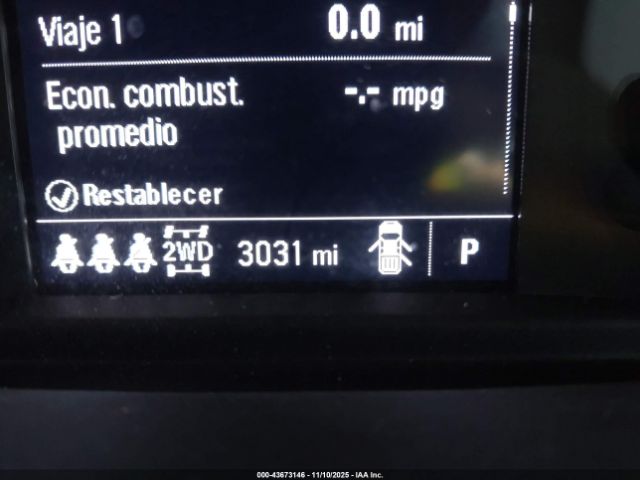 Viaje 1 0.0 mi
Econ. combust. -.- mpg
promedio
Restablecer
2WD 3031 mi P
000-43673146 - 11/10/2025 - IAA Inc.